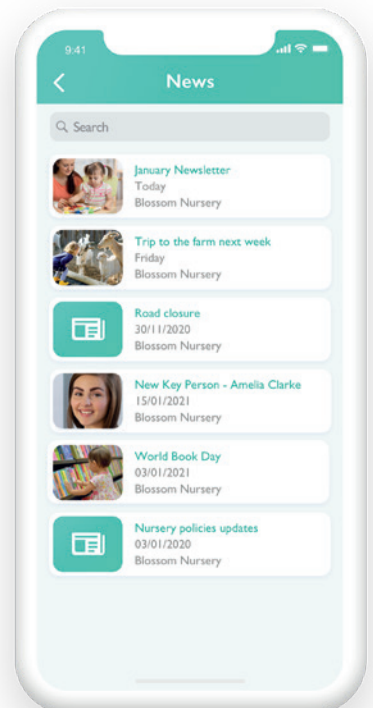 9:41
News
Search
January Newsletter
Today
Blossom Nursery
Trip to the farm next week
Friday
Blossom Nursery
Road closure
30/11/2020
Blossom Nursery
New Key Person - Amelia Clarke
15/01/2021
Blossom Nursery
World Book Day
03/01/2021
Blossom Nursery
Nursery policies updates
03/01/2020
Blossom Nursery